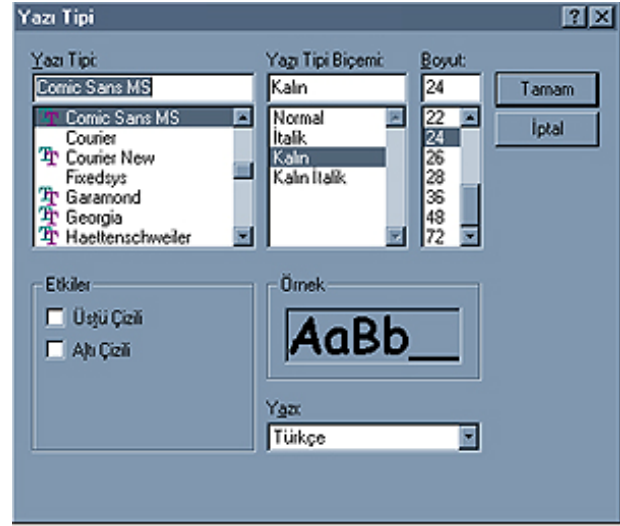 Yazı Tipi
Yazı Tipi:
Comic Sans MS
Comic Sans MS
Courier
Courier New
Fixedsys
Garamond
Georgia
Haettenschweiler
Yazı Tipi Biçemi:
Kalın
Normal
İtalik
Kalın
Kalın İtalik
Boyut:
24
22
24
26
28
36
48
72
Tamam
İptal
Etkiler
Üstü Çizili
Altı Çizili
Örnek
AaBb__
Yazı:
Türkçe